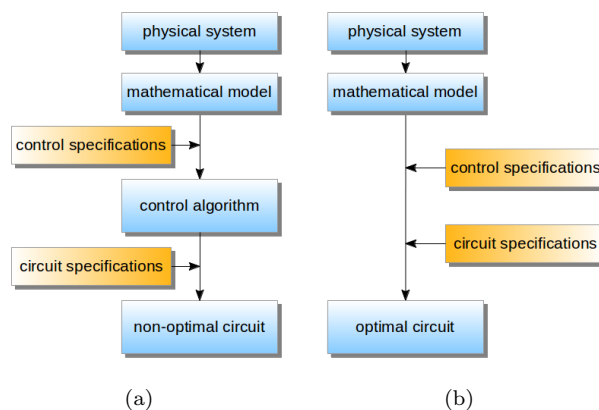 physical system
mathematical model
control specifications
control algorithm
circuit specifications
non-optimal circuit
(a)
physical system
mathematical model
control specifications
circuit specifications
optimal circuit
(b)